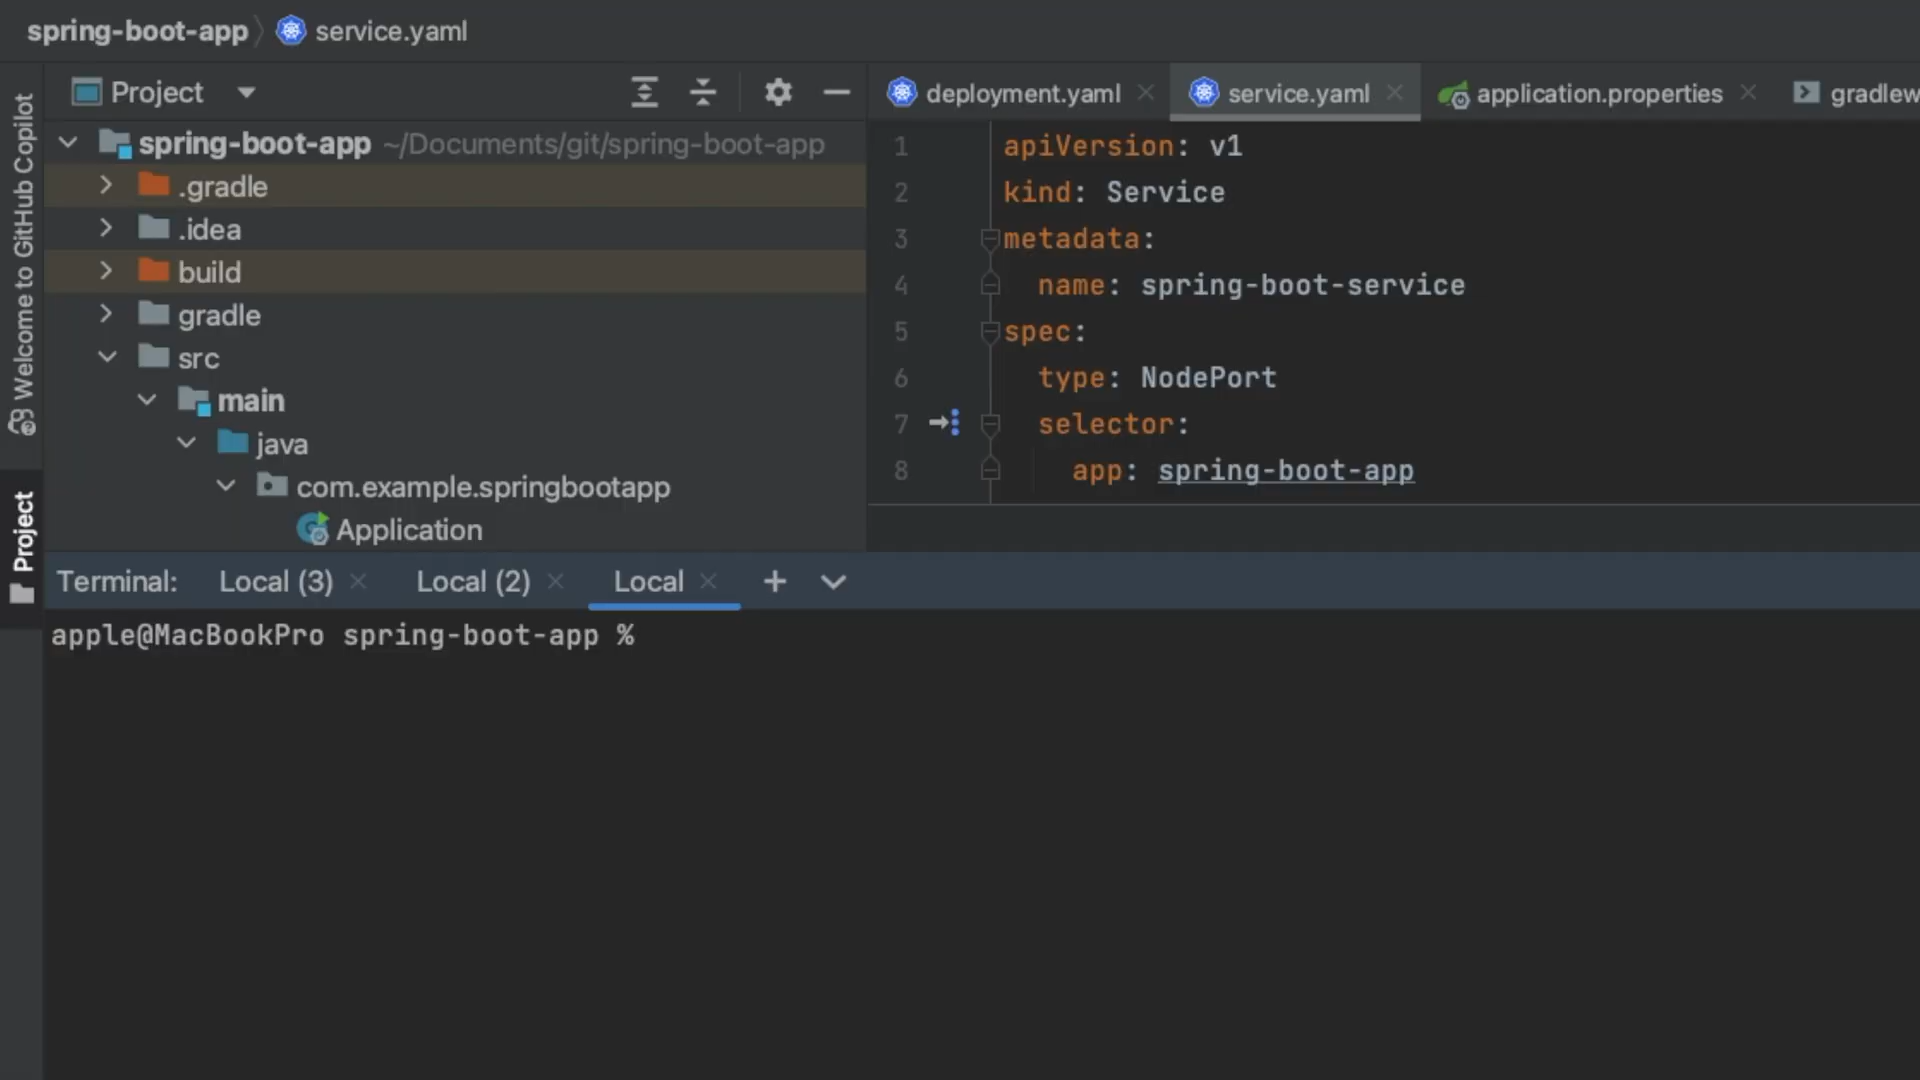 spring-boot-app service.yaml
Welcome to GitHub Copilot
Project
Project
spring-boot-app ~/Documents/git/spring-boot-app
.gradle
.idea
build
gradle
src
main
java
com.example.springbootapp
Application
deployment.yaml service.yaml application.properties gradlew
1 apiVersion: v1
2 kind: Service
3 metadata:
4 name: spring-boot-service
5 spec:
6 type: NodePort
7 selector:
8 app: spring-boot-app
Terminal: Local (3) Local (2) Local
apple@MacBookPro spring-boot-app %